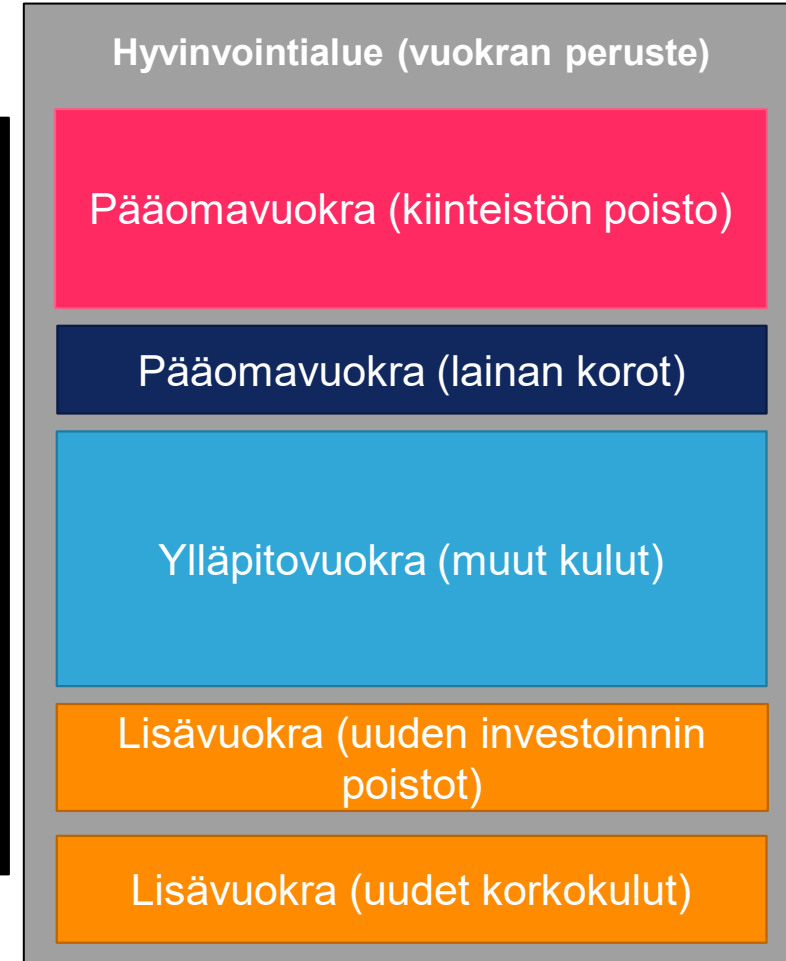 Hyvinvointialue (vuokran peruste)
Pääomavuokra (kiinteistön poisto)
Pääomavuokra (lainan korot)
Ylläpitovuokra (muut kulut)
Lisävuokra (uuden investoinnin
poistot)
Lisävuokra (uudet korkokulut)